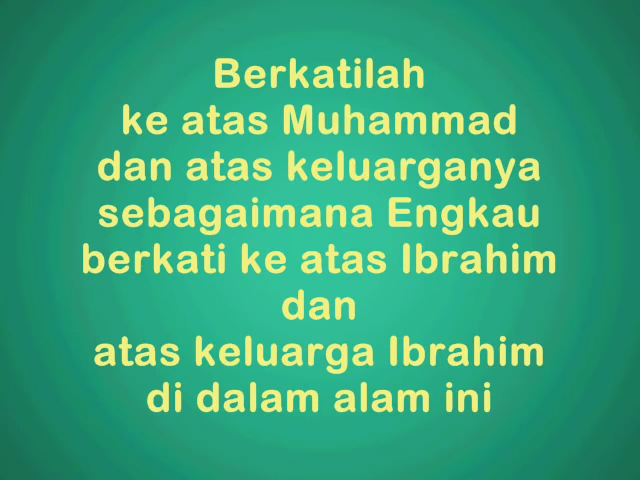 Berkatilah
ke atas Muhammad
dan atas keluarganya
sebagaimana Engkau
berkati ke atas Ibrahim
dan
atas keluarga Ibrahim
di dalam alam ini